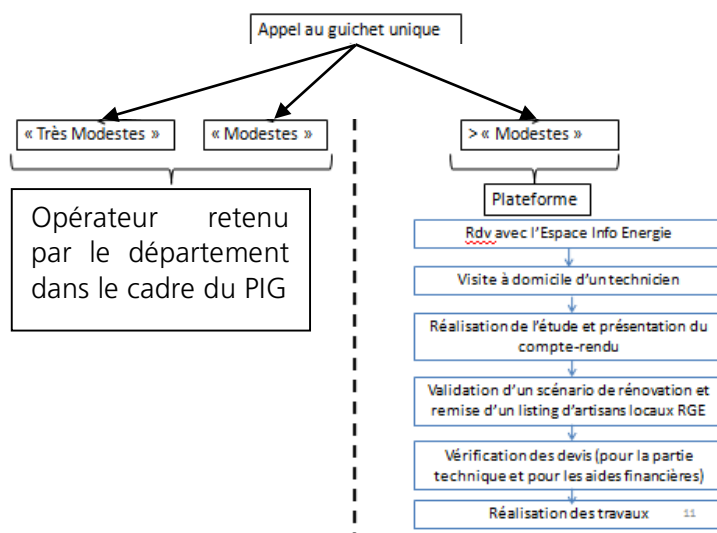 Appel au guichet unique
« Très Modestes »
« Modestes »
> « Modestes »
Opérateur retenu
par le département
dans le cadre du PIG
Plateforme
Rdv avec l'Espace Info Energie
Visite à domicile d'un technicien
Réalisation de l'étude et présentation du
compte-rendu
Validation d'un scénario de rénovation et
remise d'un listing d'artisans locaux RGE
Vérification des devis (pour la partie
technique et pour les aides financières)
Réalisation des travaux
11